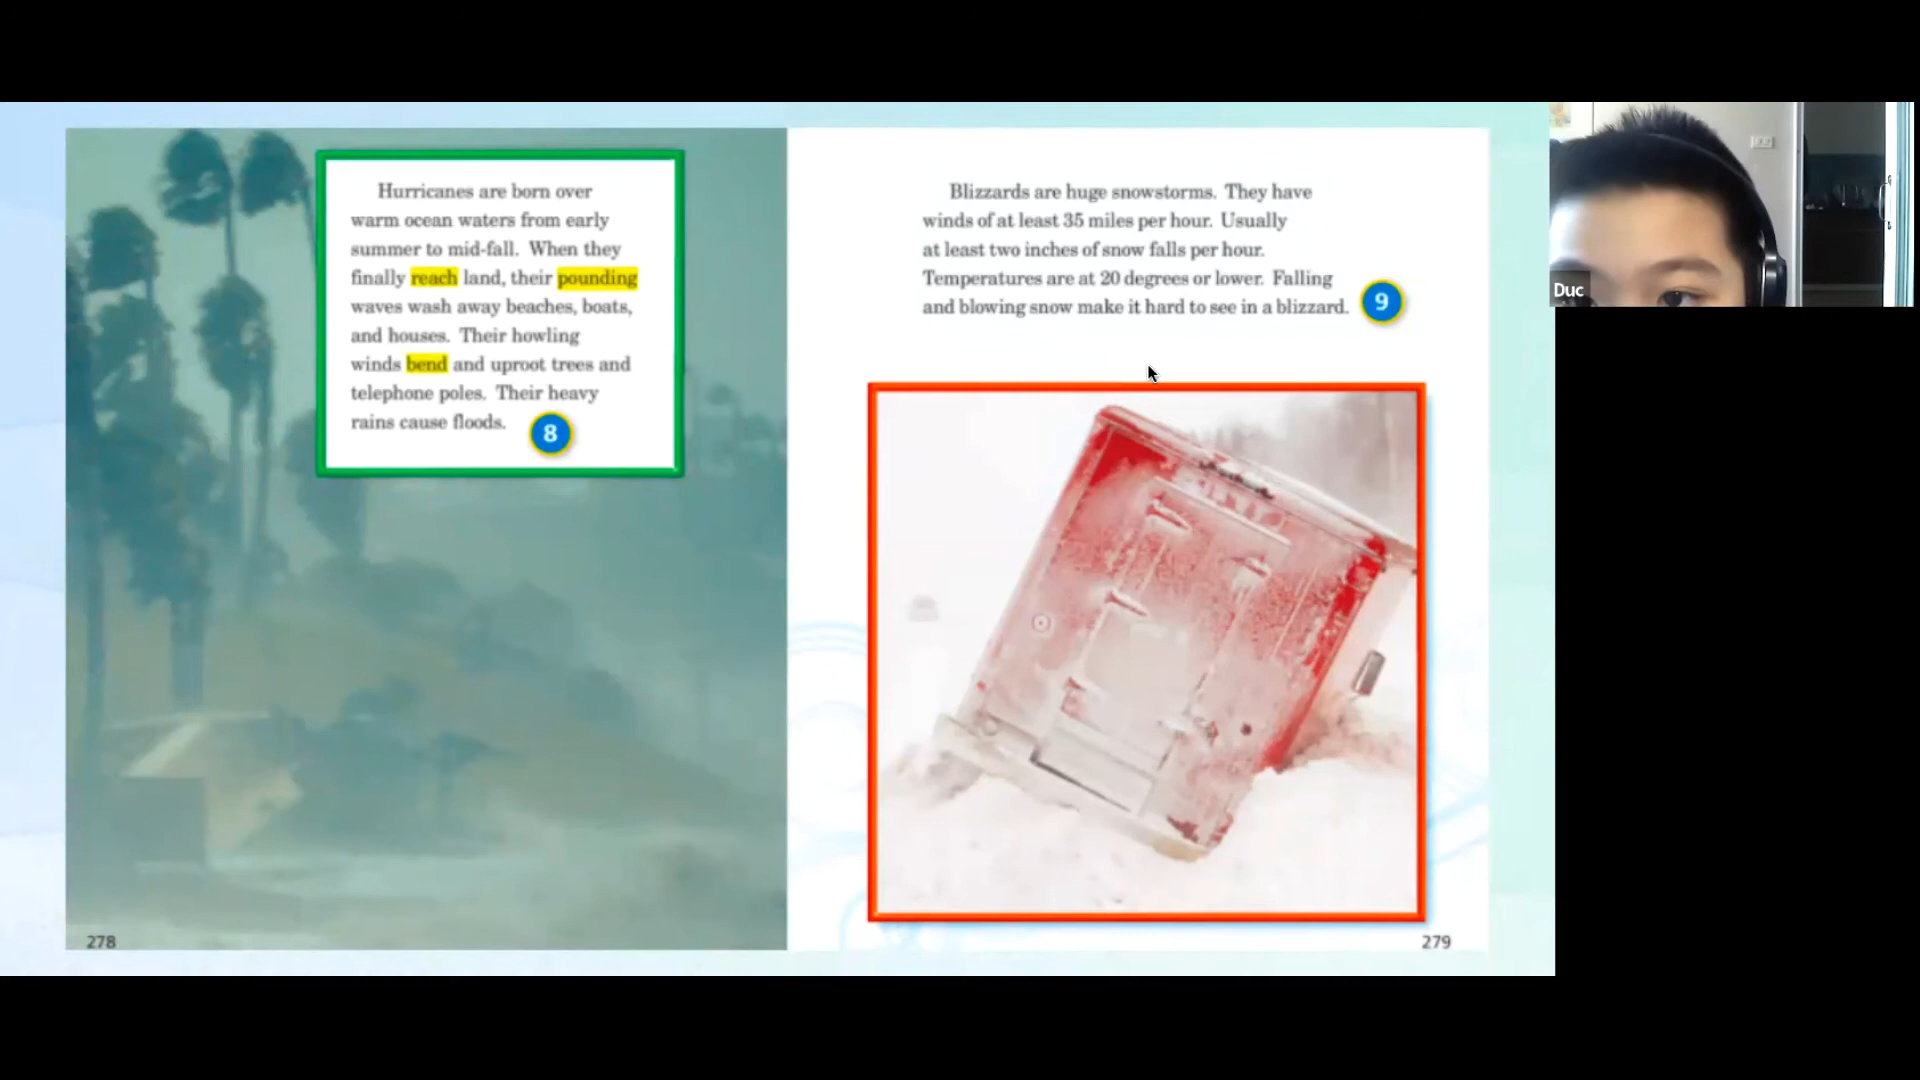 Hurricanes are born over
warm ocean waters from early
summer to mid-fall. When they
finally reach land, their pounding
waves wash away beaches, boats,
and houses. Their howling
winds bend and uproot trees and
telephone poles. Their heavy
rains cause floods.
8
278
Blizzards are huge snowstorms. They have
winds of at least 35 miles per hour. Usually
at least two inches of snow falls per hour.
Temperatures are at 20 degrees or lower. Falling
and blowing snow make it hard to see in a blizzard.
9
279
Duc